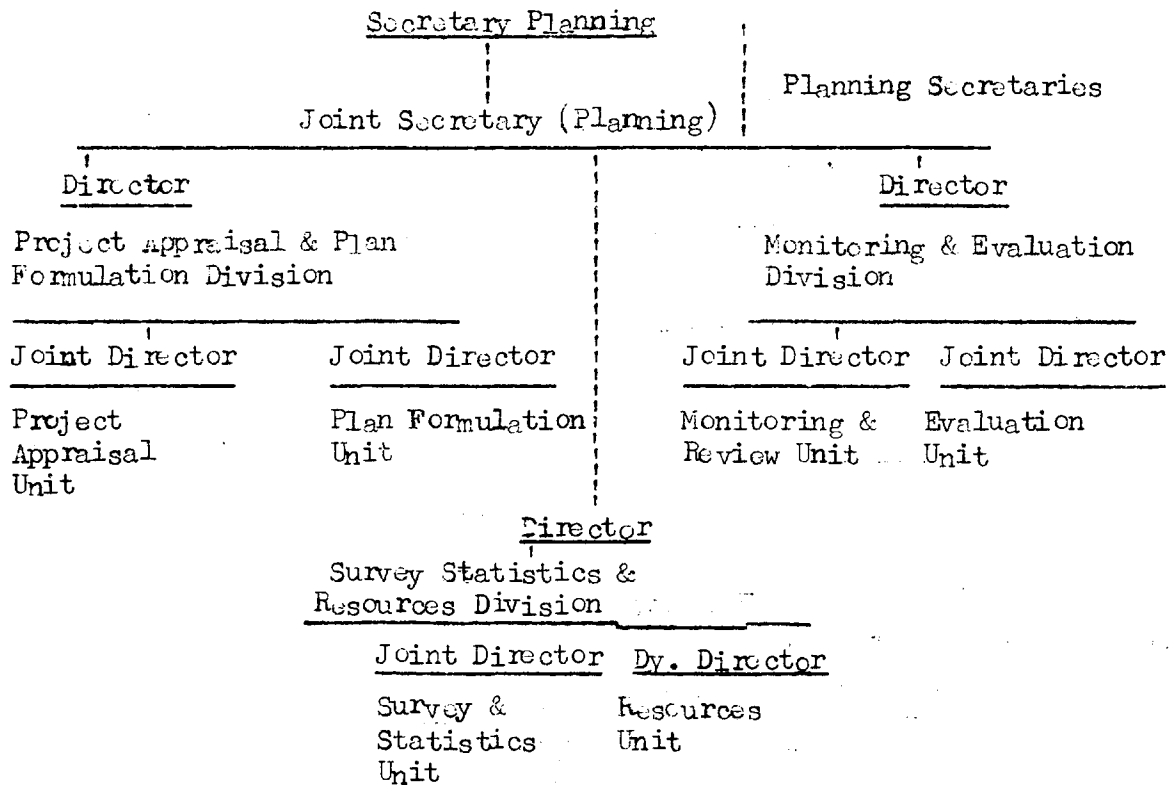 Secretary Planning
Planning Secretaries
Joint Secretary (Planning)
Director
Director
Project Appraisal & Plan
Formulation Division
Monitoring & Evaluation
Division
Joint Director
Joint Director
Joint Director
Joint Director
Project
Appraisal
Unit
Plan Formulation
Unit
Monitoring &
Review Unit
Evaluation
Unit
Director
Survey Statistics &
Resources Division
Joint Director
Dy. Director
Survey &
Statistics
Unit
Resources
Unit